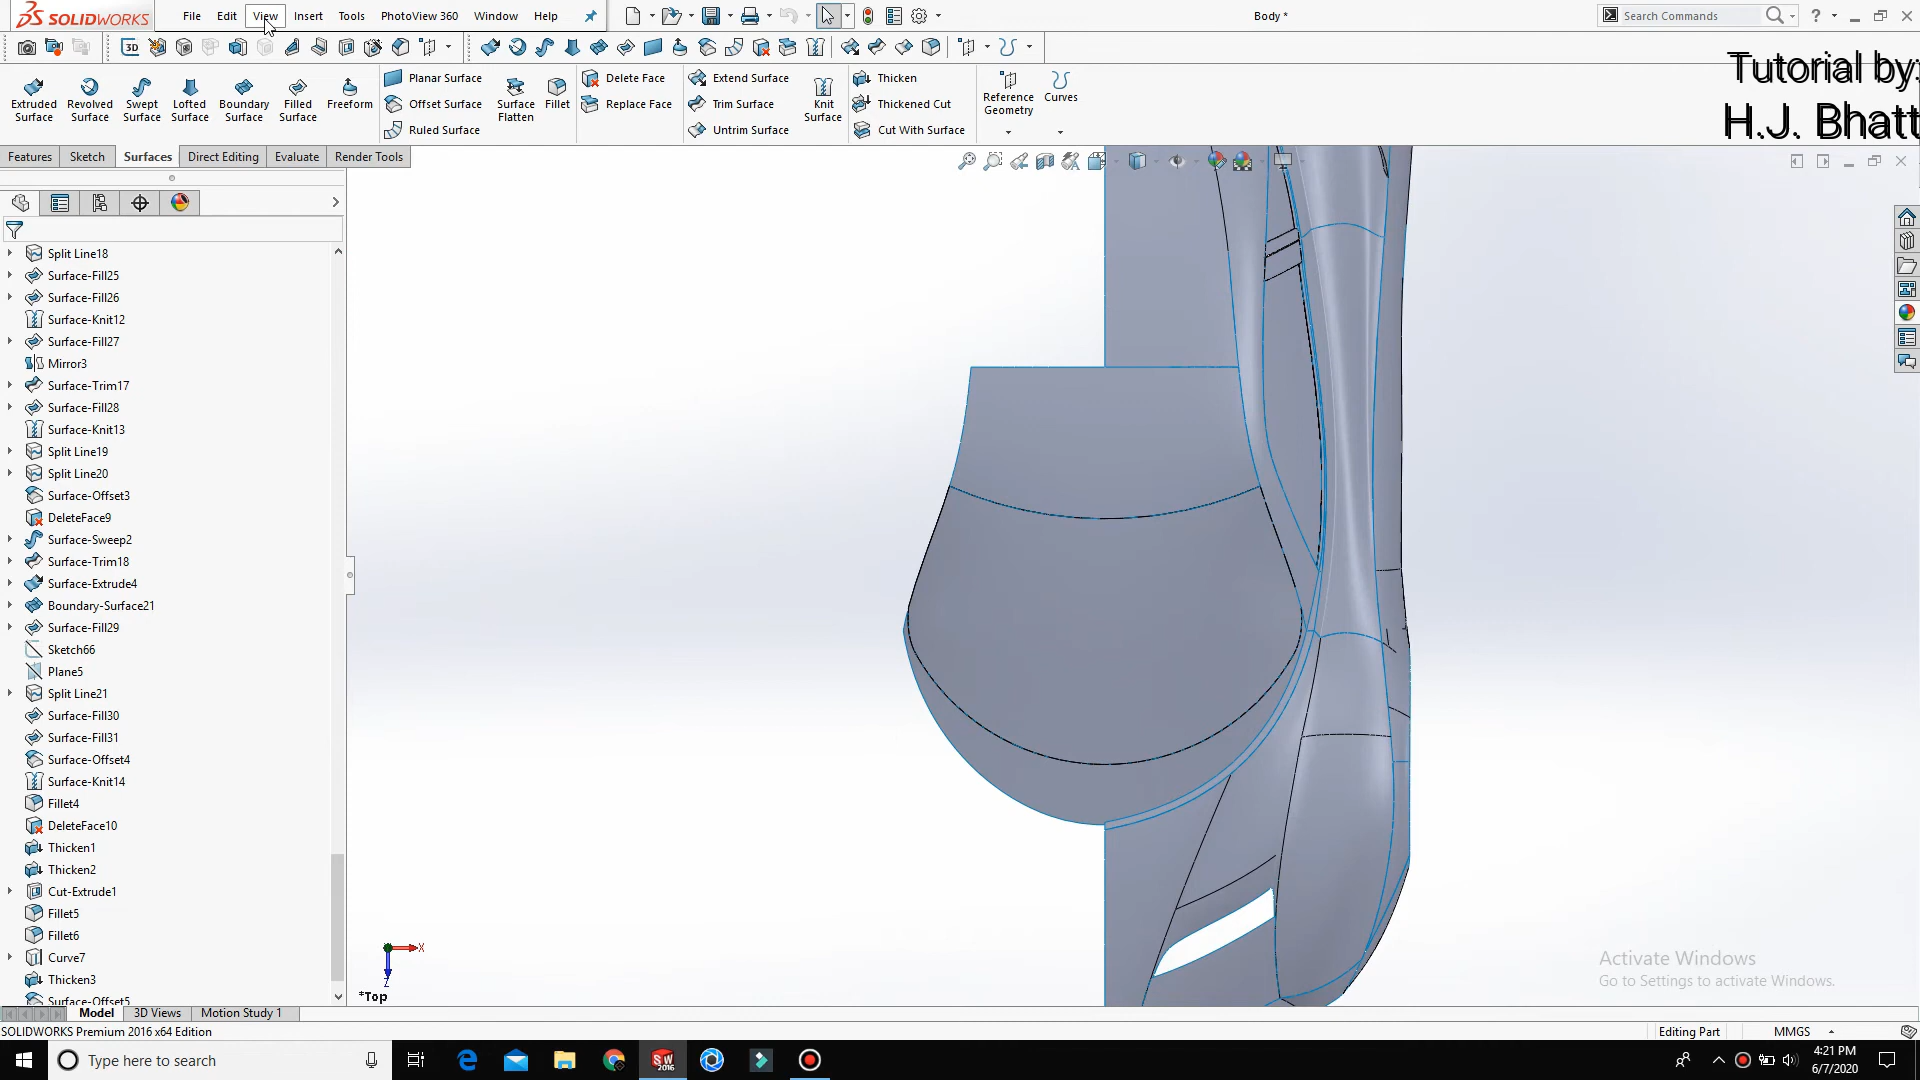 SOLIDWORKS
File Edit View Insert Tools PhotoView 360 Window Help
Body *
Search Commands
Tutorial by:
H.J. Bhatt
Extruded Surface
Revolved Surface
Swept Surface
Lofted Surface
Boundary Surface
Filled Surface
Freeform
Planar Surface
Offset Surface
Ruled Surface
Surface Flatten
Fillet
Delete Face
Replace Face
Extend Surface
Trim Surface
Untrim Surface
Knit Surface
Thicken
Thickened Cut
Cut With Surface
Reference Geometry
Curves
Features Sketch Surfaces Direct Editing Evaluate Render Tools
Split Line18
Surface-Fill25
Surface-Fill26
Surface-Knit12
Surface-Fill27
Mirror3
Surface-Trim17
Surface-Fill28
Surface-Knit13
Split Line19
Split Line20
Surface-Offset3
DeleteFace9
Surface-Sweep2
Surface-Trim18
Surface-Extrude4
Boundary-Surface21
Surface-Fill29
Sketch66
Plane5
Split Line21
Surface-Fill30
Surface-Fill31
Surface-Offset4
Surface-Knit14
Fillet4
DeleteFace10
Thicken1
Thicken2
Cut-Extrude1
Fillet5
Fillet6
Curve7
Thicken3
Surface-Offset5
X
Z
*Top
Activate Windows
Go to Settings to activate Windows.
Model 3D Views Motion Study 1
SOLIDWORKS Premium 2016 x64 Edition
Editing Part MMGS
Type here to search
4:21 PM
6/7/2020